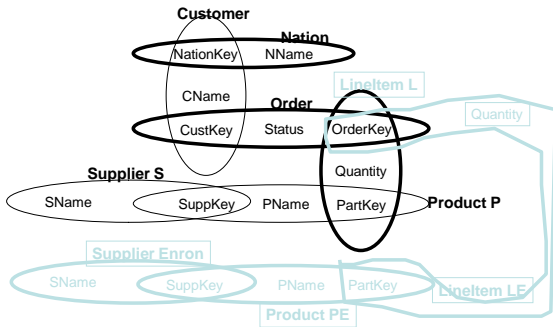 Customer
Nation
NationKey NName
LineItem L
CName
Order
Quantity
CustKey Status OrderKey
Quantity
Supplier S
SName SuppKey PName PartKey Product P
Supplier Enron
SName SuppKey PName PartKey LineItem LE
Product PE